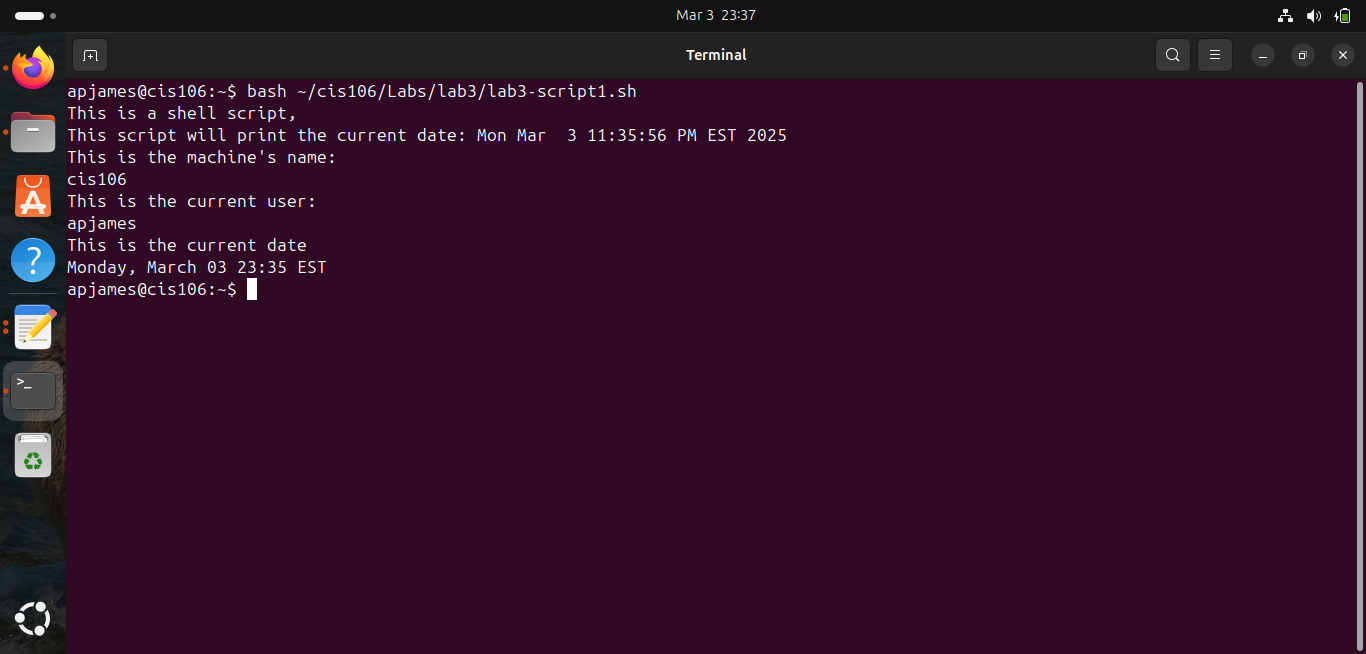 Mar 3 23:37
Terminal
apjames@cis106:~$ bash ~/cis106/Labs/lab3/lab3-script1.sh
This is a shell script,
This script will print the current date: Mon Mar  3 11:35:56 PM EST 2025
This is the machine's name:
cis106
This is the current user:
apjames
This is the current date
Monday, March 03 23:35 EST
apjames@cis106:~$